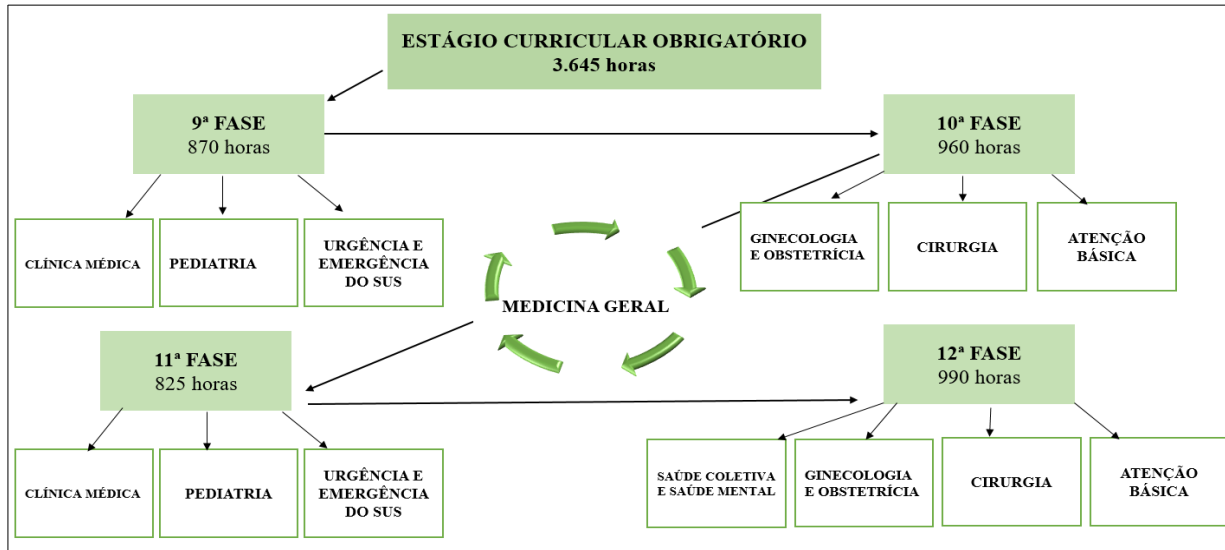 ESTÁGIO CURRICULAR OBRIGATÓRIO
3.645 horas
9ª FASE
870 horas
10ª FASE
960 horas
CLÍNICA MÉDICA
PEDIATRIA
URGÊNCIA E
EMERGÊNCIA
DO SUS
GINECOLOGIA
E OBSTETRÍCIA
CIRURGIA
ATENÇÃO
BÁSICA
MEDICINA GERAL
11ª FASE
825 horas
12ª FASE
990 horas
CLÍNICA MÉDICA
PEDIATRIA
URGÊNCIA E
EMERGÊNCIA
DO SUS
SAÚDE COLETIVA
E SAÚDE MENTAL
GINECOLOGIA
E OBSTETRÍCIA
CIRURGIA
ATENÇÃO
BÁSICA